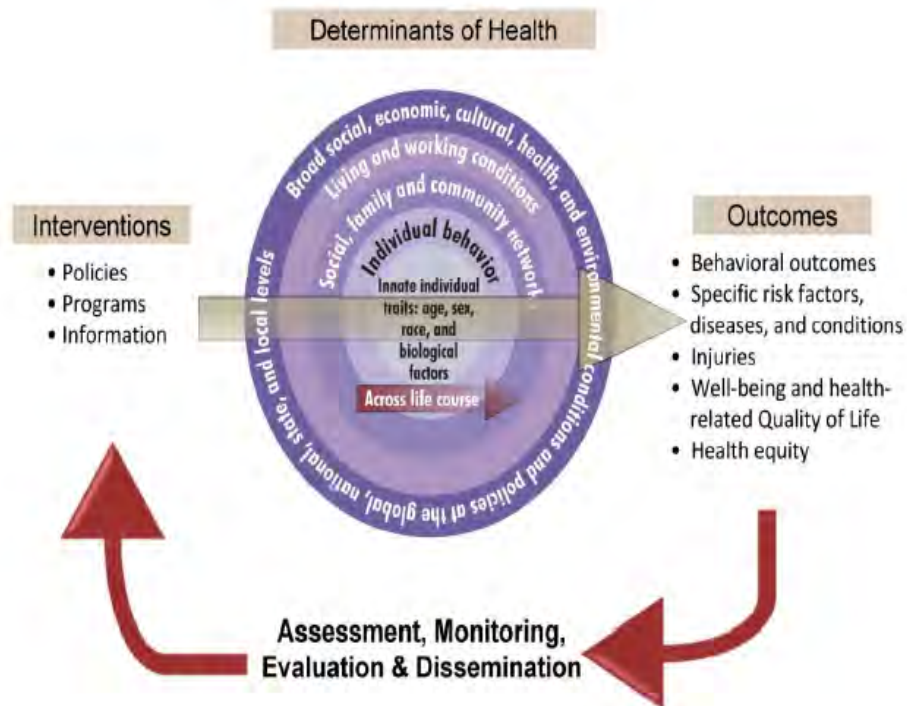 Determinants of Health
Interventions
• Policies
• Programs
• Information
Broad social, economic, cultural, health, and environmental conditions and policies at the global, national, state, and local levels
Living and working conditions
Social, family and community network
Individual behavior
Innate individual
traits: age, sex,
race, and
biological
factors
Across life course
Outcomes
• Behavioral outcomes
• Specific risk factors,
diseases, and conditions
• Injuries
• Well-being and health-
related Quality of Life
• Health equity
Assessment, Monitoring,
Evaluation & Dissemination